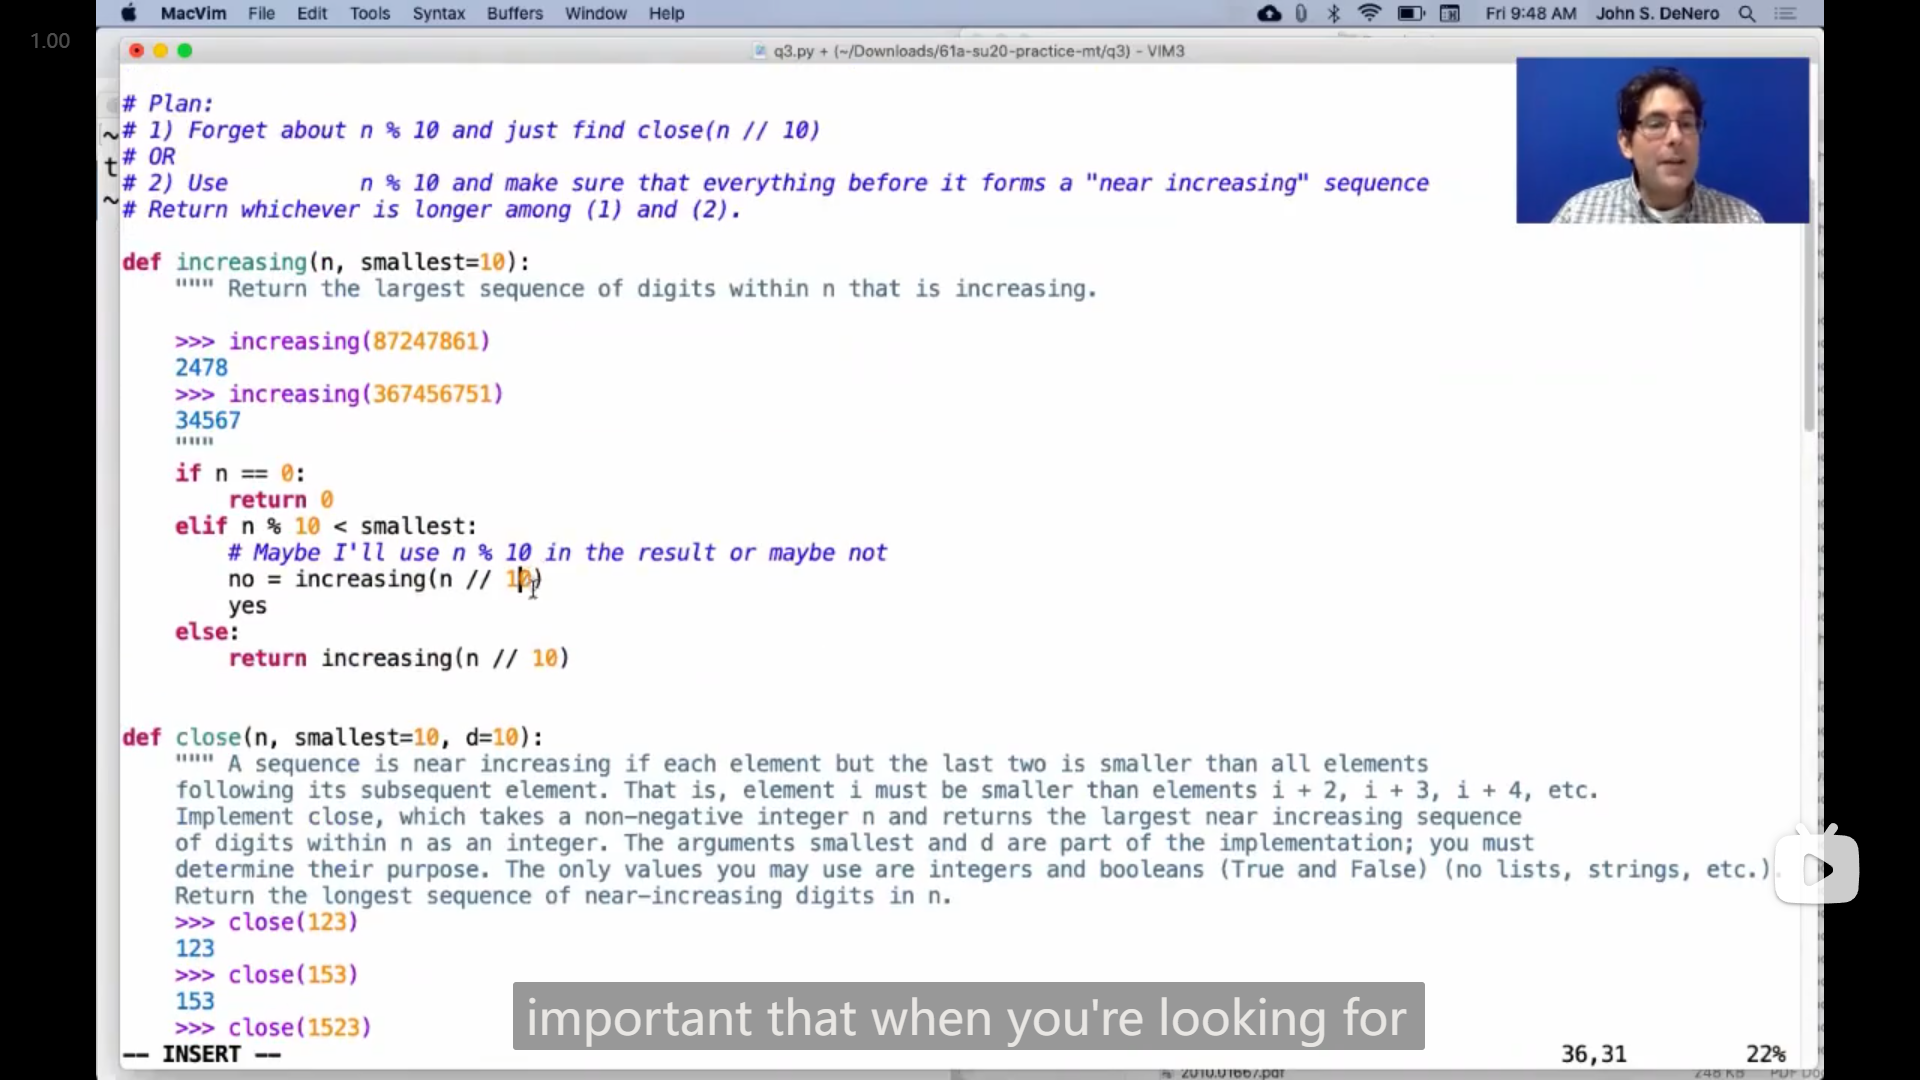 1.00
MacVim File Edit Tools Syntax Buffers Window Help Fri 9:48 AM John S. DeNero
q3.py + (~/Downloads/61a-su20-practice-mt/q3) - VIM3
# Plan:
# 1) Forget about n % 10 and just find close(n // 10)
# OR
# 2) Use n % 10 and make sure that everything before it forms a "near increasing" sequence
# Return whichever is longer among (1) and (2).
def increasing(n, smallest=10):
""" Return the largest sequence of digits within n that is increasing.
>>> increasing(87247861)
2478
>>> increasing(367456751)
34567
"""
if n == 0:
return 0
elif n % 10 < smallest:
# Maybe I'll use n % 10 in the result or maybe not
no = increasing(n // 10)
yes
else:
return increasing(n // 10)
def close(n, smallest=10, d=10):
""" A sequence is near increasing if each element but the last two is smaller than all elements
following its subsequent element. That is, element i must be smaller than elements i + 2, i + 3, i + 4, etc.
Implement close, which takes a non-negative integer n and returns the largest near increasing sequence
of digits within n as an integer. The arguments smallest and d are part of the implementation; you must
determine their purpose. The only values you may use are integers and booleans (True and False) (no lists, strings, etc.).
Return the longest sequence of near-increasing digits in n.
>>> close(123)
123
>>> close(153)
153
>>> close(1523)
important that when you're looking for
-- INSERT -- 36,31 22%
2010.01667.pdf